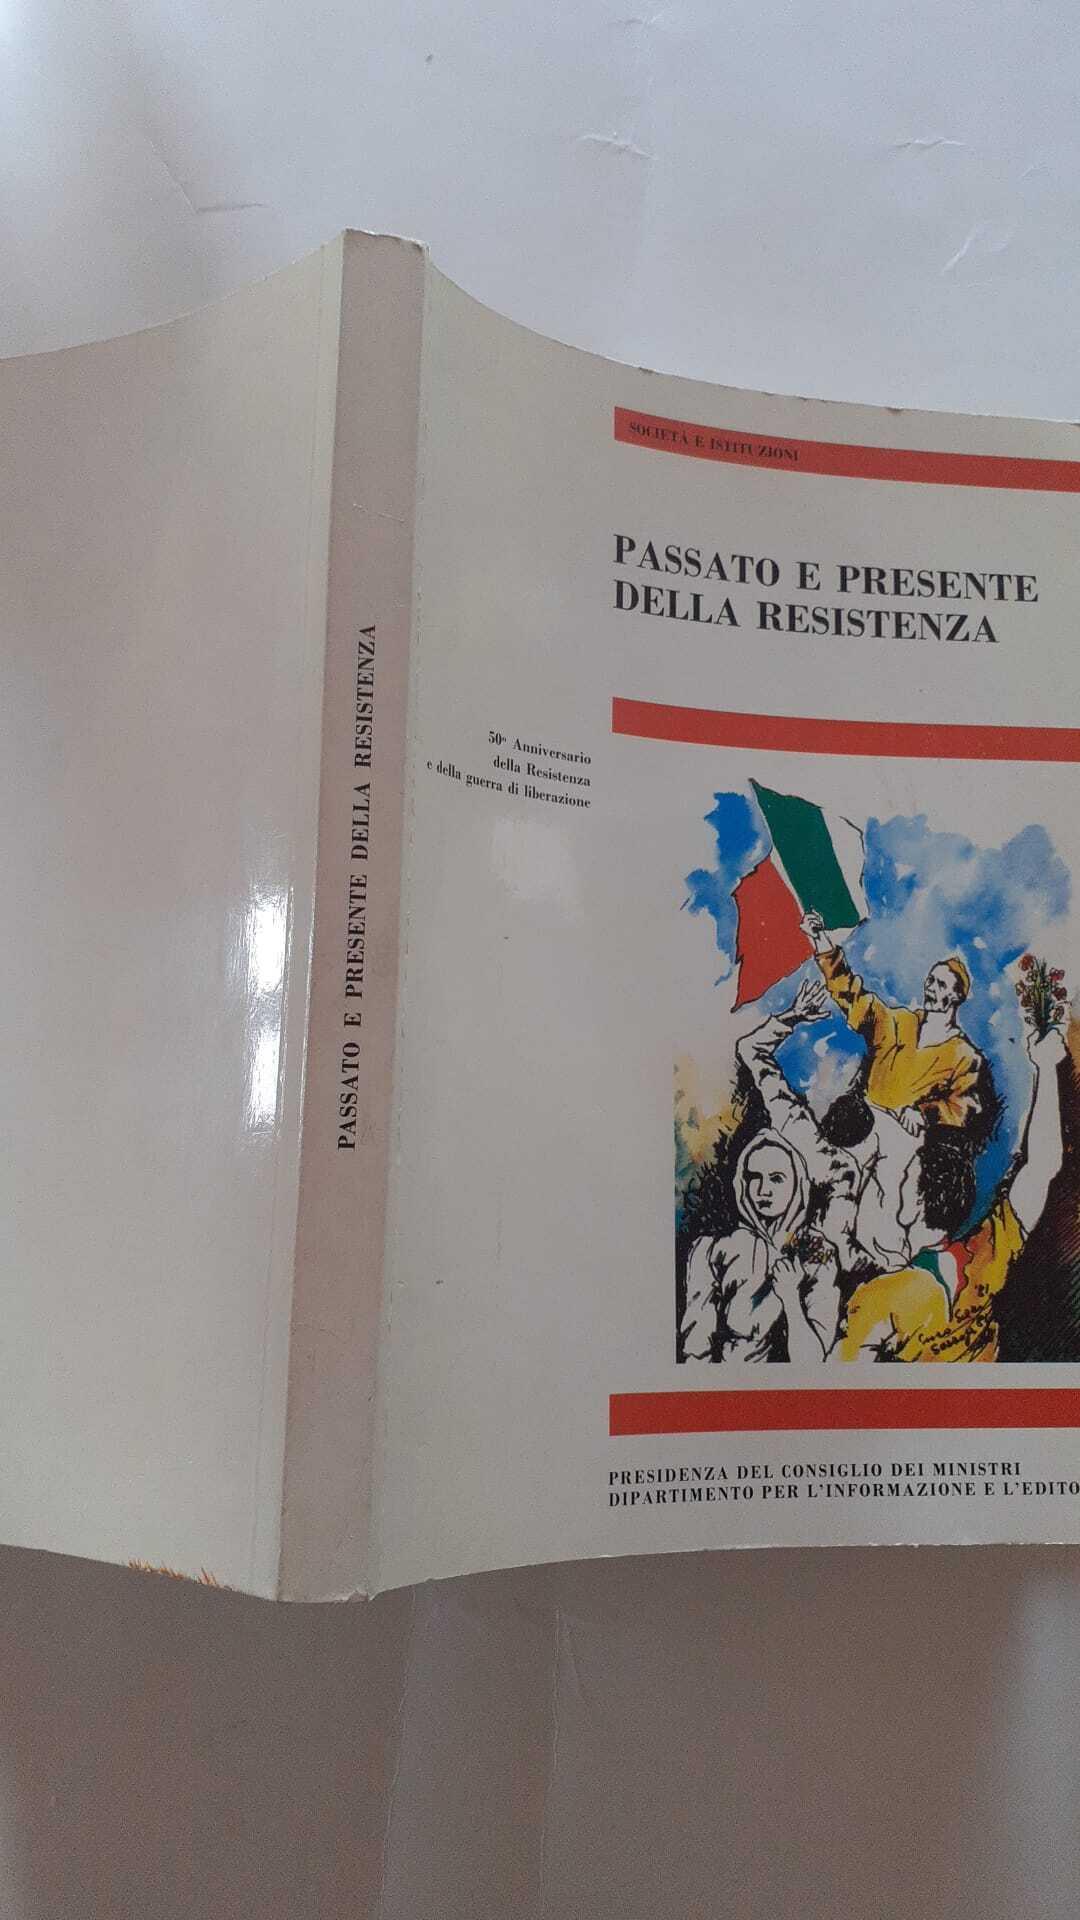 SOCIETÀ E ISTITUZIONI
PASSATO E PRESENTE
DELLA RESISTENZA
50º Anniversario
della Resistenza
e della guerra di liberazione
PRESIDENZA DEL CONSIGLIO DEI MINISTRI
DIPARTIMENTO PER L'INFORMAZIONE E L'EDITO
PASSATO E PRESENTE DELLA RESISTENZA